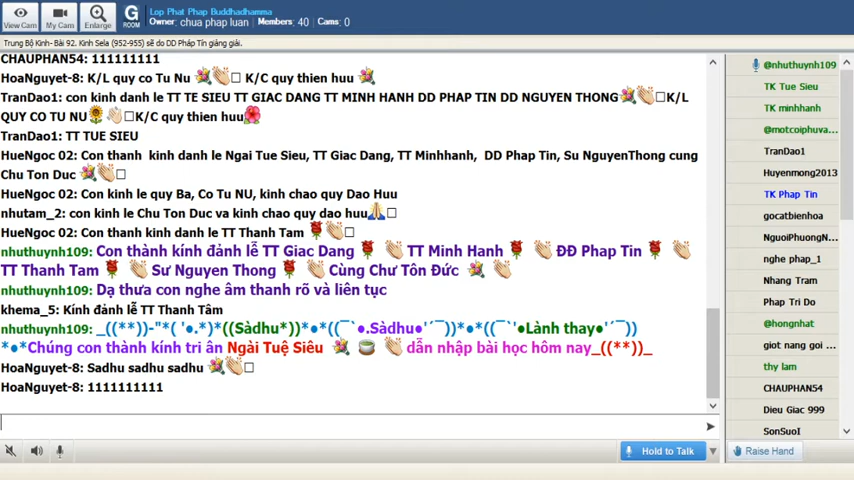 Lop Phat Phap Buddhadhamma
Owner: chua phap luan Members: 40 Cams: 0
View Cam My Cam Enlarge G ROOM
Trung Bộ Kinh- Bài 92. Kinh Sela (952-955) sẽ do DD Pháp Tín giảng giải.
CHAUPHAN54: 111111111
HoaNguyet-8: K/L quy co Tu Nu K/C quy thien huu
TranDao1: con kinh danh le TT TE SIEU TT GIAC DANG TT MINH HANH DD PHAP TIN DD NGUYEN THONG K/L
QUY CO TU NU K/C quy thien huu
TranDao1: TT TUE SIEU
HueNgoc 02: Con thanh kinh danh le Ngai Tue Sieu, TT Giac Dang, TT Minhhanh, DD Phap Tin, Su NguyenThong cung
Chu Ton Duc
HueNgoc 02: Con kinh le quy Ba, Co Tu NU, kinh chao quy Dao Huu
nhutam_2: con kinh le Chu Ton Duc va kinh chao quy dao huu
HueNgoc 02: Con thanh kinh danh le TT Thanh Tam
nhuthuynh109: Con thành kính đảnh lễ TT Giac Dang TT Minh Hanh ĐĐ Phap Tin
TT Thanh Tam Sư Nguyen Thong Cùng Chư Tôn Đức
nhuthuynh109: Dạ thưa con nghe âm thanh rõ và liên tục
khema_5: Kính đảnh lễ TT Thanh Tâm
nhuthuynh109: _((**))-"*( '●.*)*((Sàdhu*))*●*((¯`●.Sàdhu●'´¯))*●*((¯`'●Lành thay●'´¯))
*●*Chúng con thành kính tri ân Ngài Tuệ Siêu dẫn nhập bài học hôm nay_((**))_
HoaNguyet-8: Sadhu sadhu sadhu
HoaNguyet-8: 1111111111
Hold to Talk
Raise Hand
@nhuthuynh109
TK Tue Sieu
TK minhhanh
@motcoiphuva...
TranDao1
Huyenmong2013
TK Phap Tin
gocatbienhoa
NguoiPhuongN...
nghe phap_1
Nhang Tram
Phap Tri Do
@hongnhat
giot nang goi ...
thy lam
CHAUPHAN54
Dieu Giac 999
SonSuoI